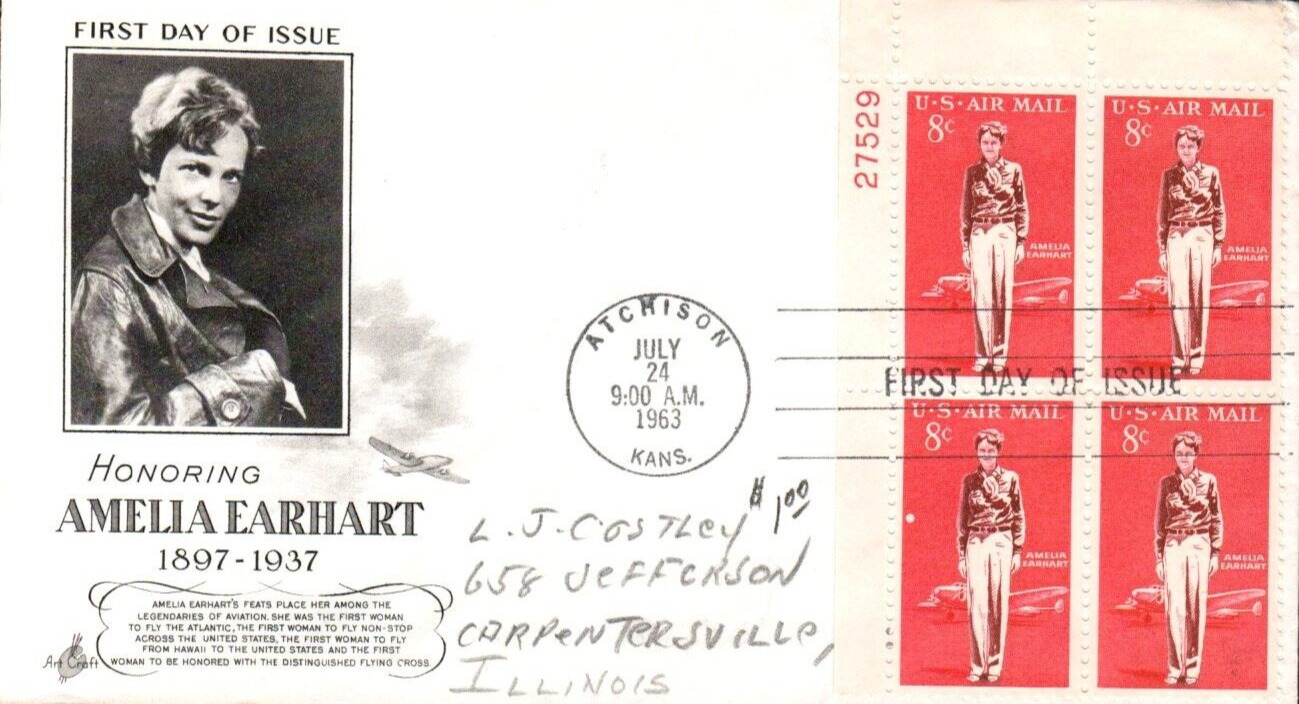 FIRST DAY OF ISSUE
HONORING
AMELIA EARHART
1897-1937
AMELIA EARHART'S FEATS PLACE HER AMONG THE
LEGENDARIES OF AVIATION. SHE WAS THE FIRST WOMAN
TO FLY THE ATLANTIC, THE FIRST WOMAN TO FLY NON-STOP
ACROSS THE UNITED STATES, THE FIRST WOMAN TO FLY
FROM HAWAII TO THE UNITED STATES AND THE FIRST
WOMAN TO BE HONORED WITH THE DISTINGUISHED FLYING CROSS.
Art Craft
ATCHISON
JULY
24
9:00 A.M.
1963
KANS.
$1.00
L. J. COSTLEY
658 JEFFERSON
CARPENTERSVILLE,
ILLINOIS
27529
U·S·AIR MAIL
8c
AMELIA
EARHART
U·S·AIR MAIL
8c
AMELIA
EARHART
FIRST DAY OF ISSUE
U·S·AIR MAIL
8c
AMELIA
EARHART
U·S·AIR MAIL
8c
AMELIA
EARHART